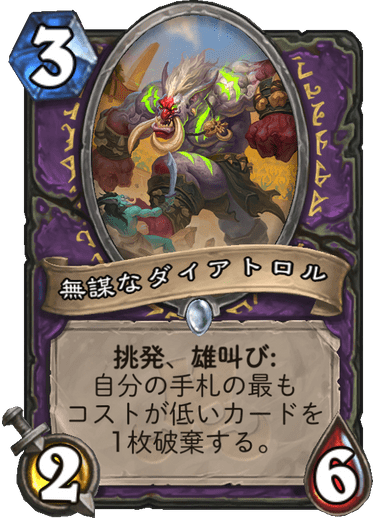 3
無謀なダイアトロル
挑発、雄叫び:
自分の手札の最も
コストが低いカードを
1枚破棄する。
2
6